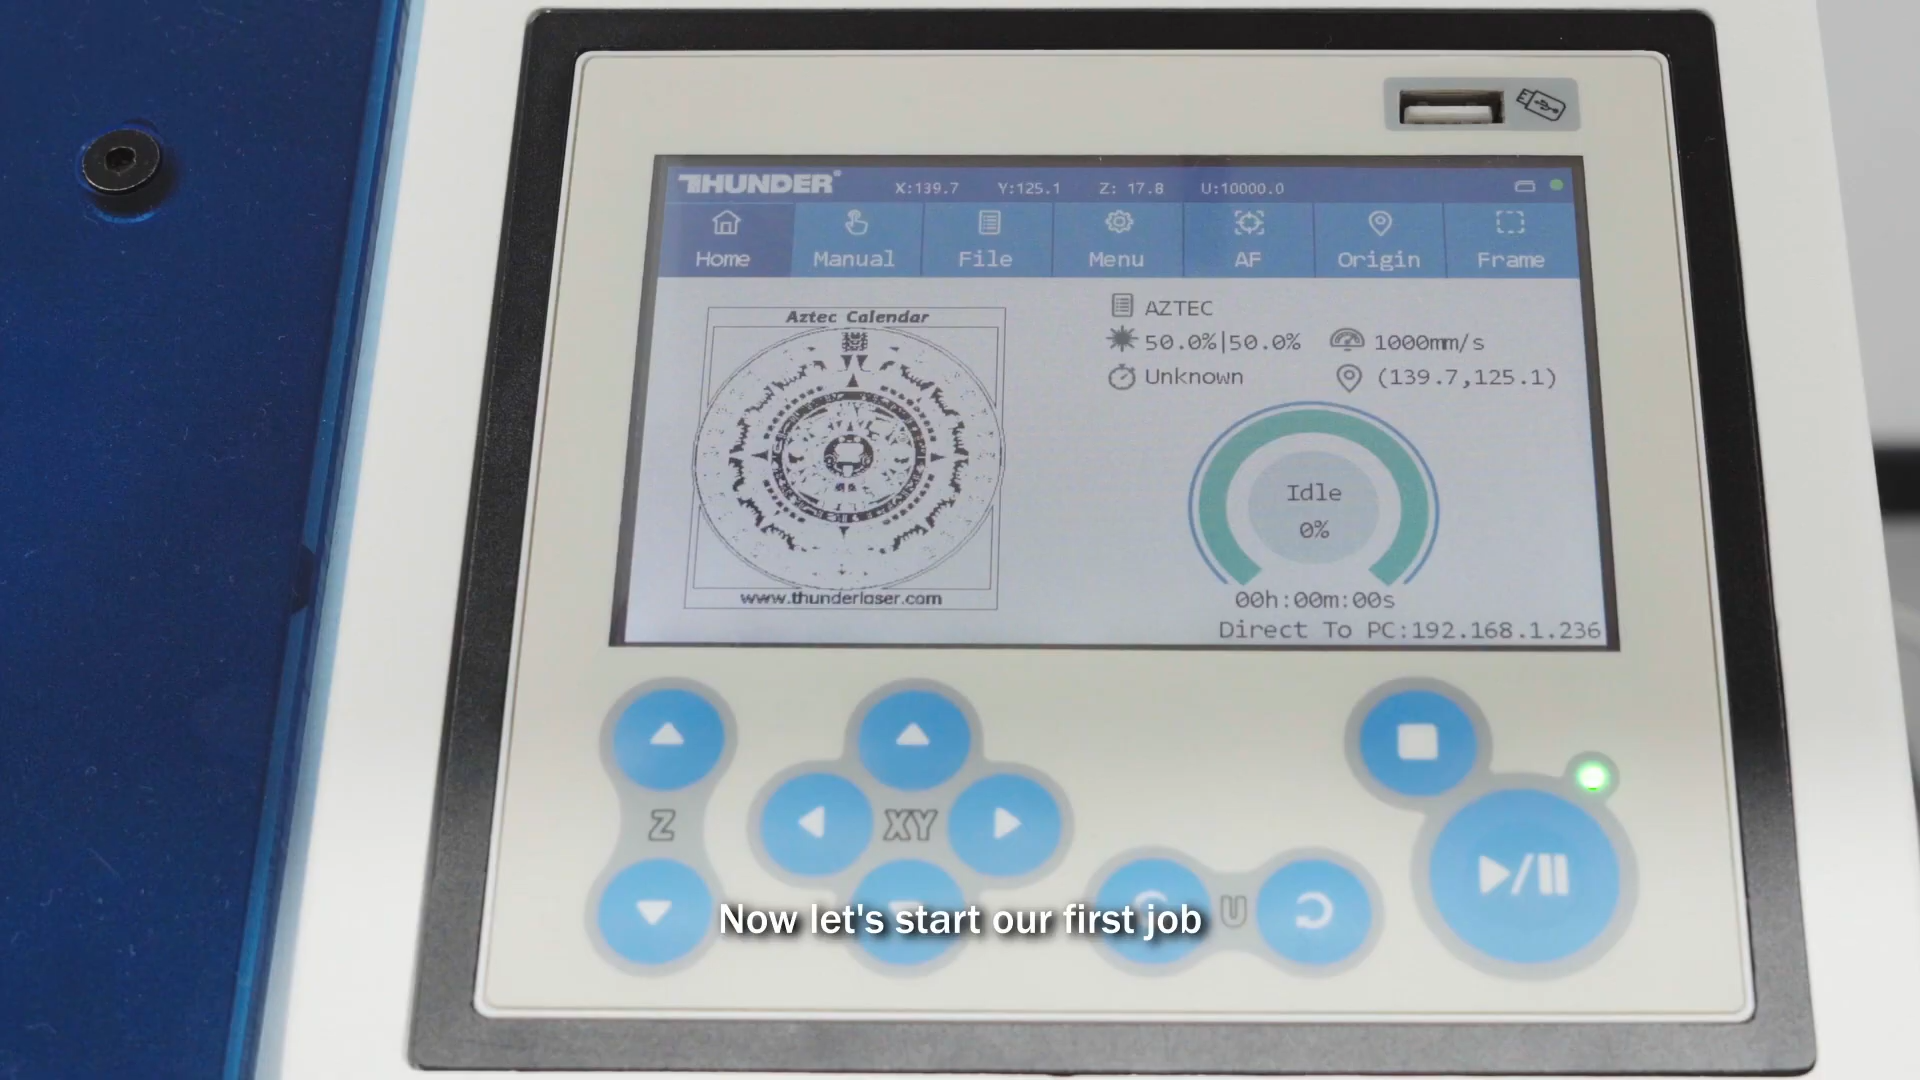 THUNDER® X:139.7 Y:125.1 Z: 17.8 U:10000.0
Home Manual File Menu AF Origin Frame
Aztec Calendar
www.thunderlaser.com
AZTEC
50.0%|50.0% 1000mm/s
Unknown (139.7,125.1)
Idle
0%
00h:00m:00s
Direct To PC:192.168.1.236
Z
XY
U
Now let's start our first job